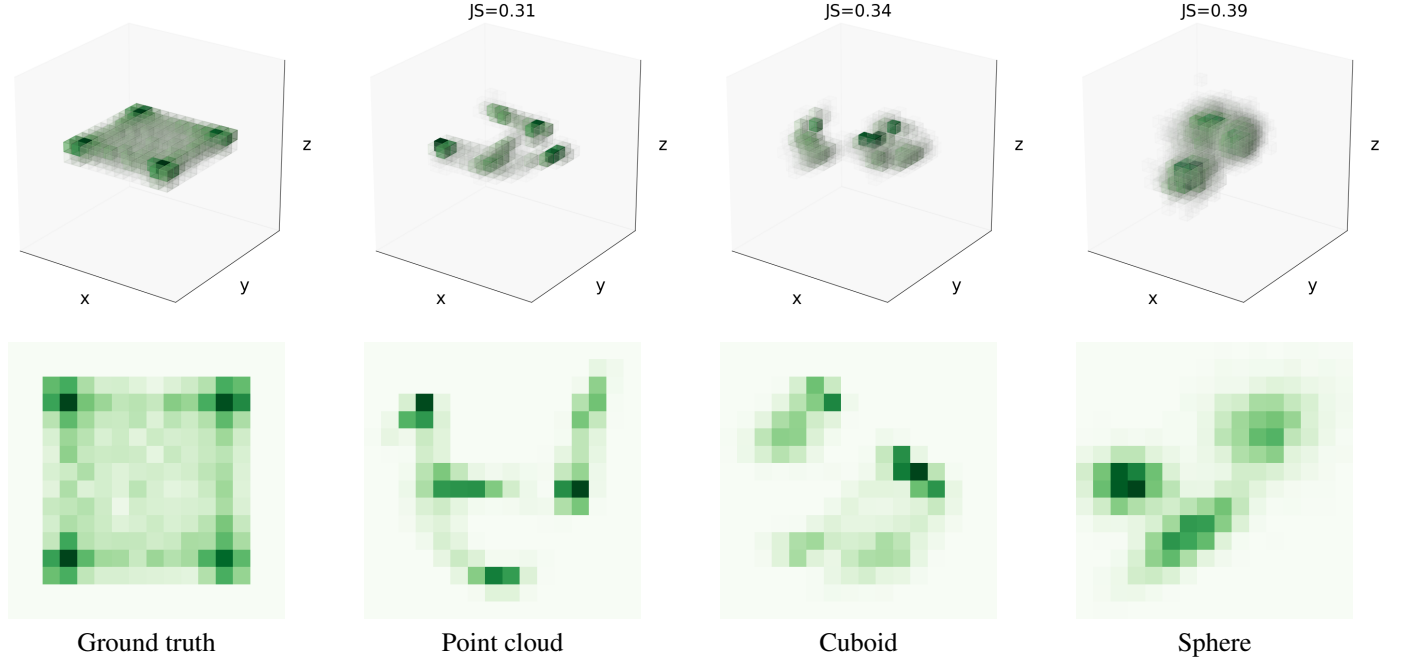 JS=0.31
JS=0.34
JS=0.39
z
z
z
z
y
y
y
y
x
x
x
x
Ground truth
Point cloud
Cuboid
Sphere